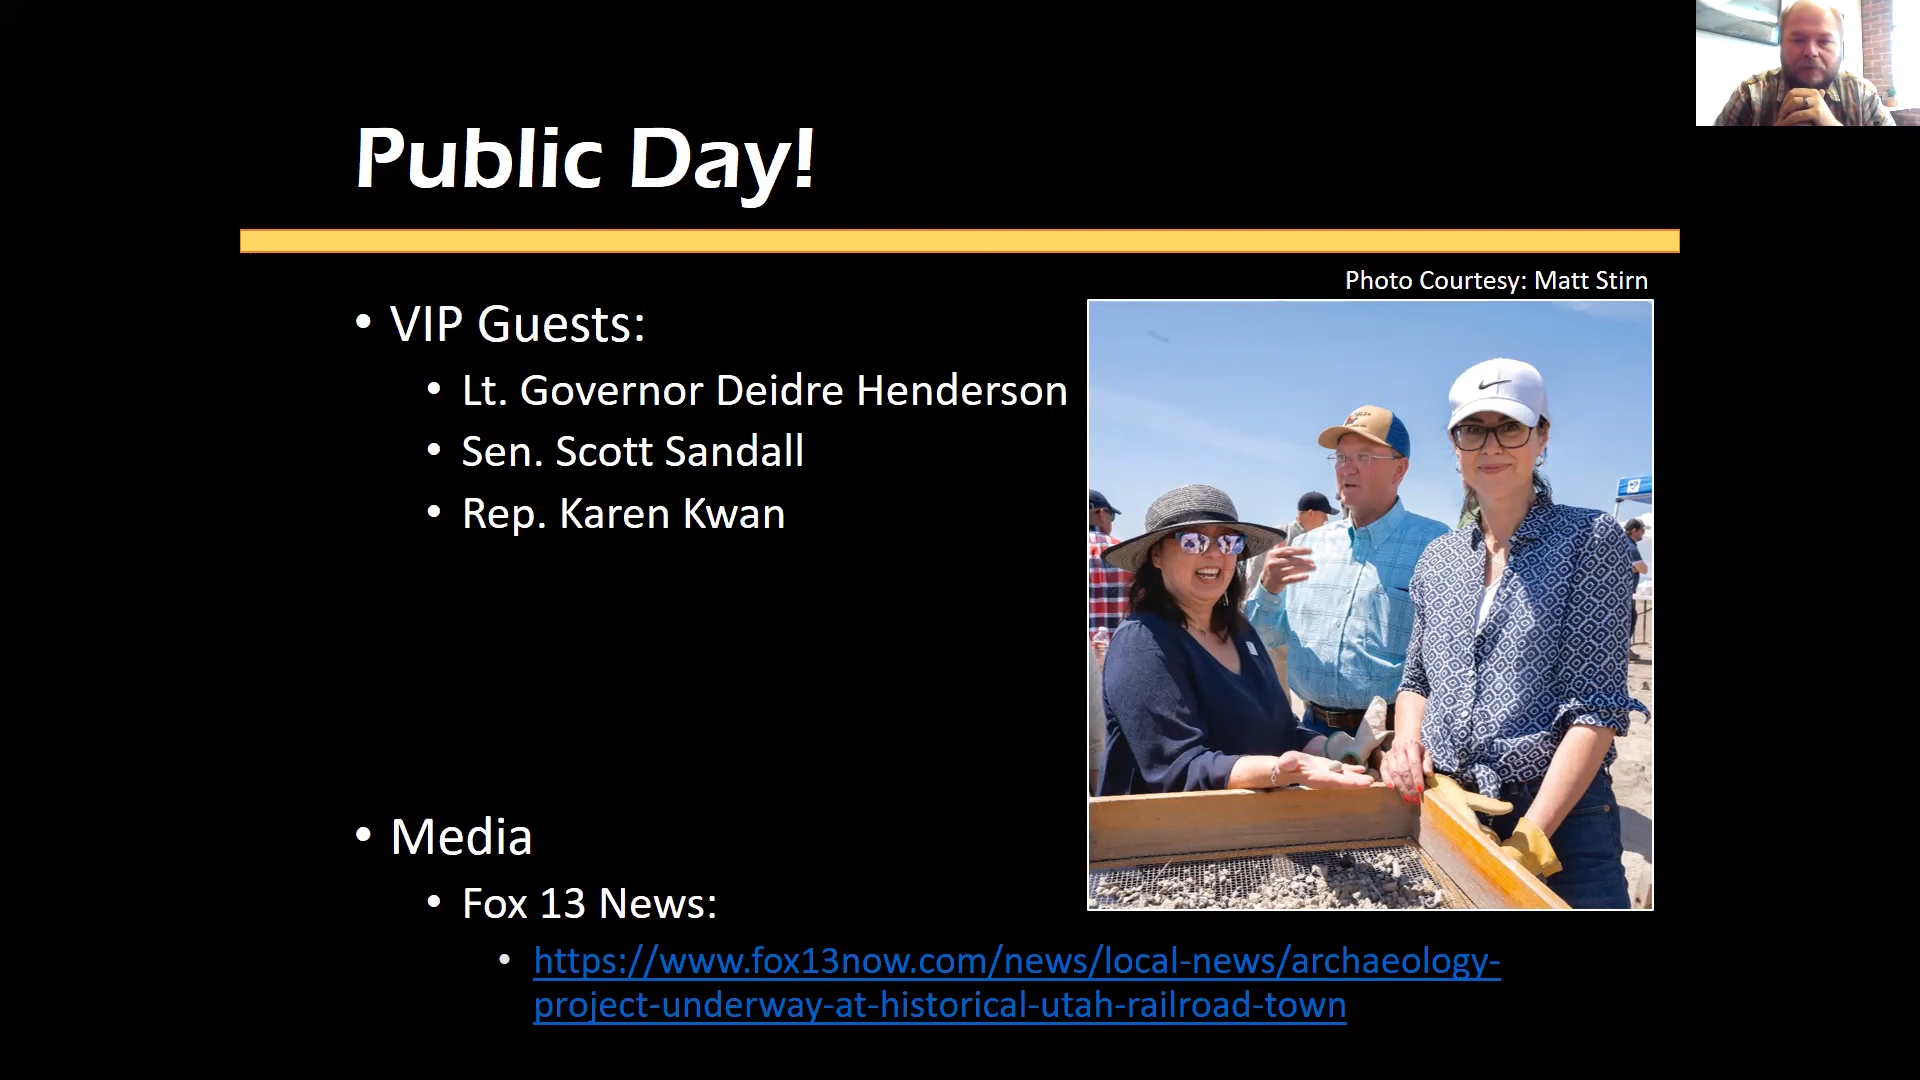 Public Day!
Photo Courtesy: Matt Stirn
• VIP Guests:
• Lt. Governor Deidre Henderson
• Sen. Scott Sandall
• Rep. Karen Kwan
• Media
• Fox 13 News:
• https://www.fox13now.com/news/local-news/archaeology-
project-underway-at-historical-utah-railroad-town